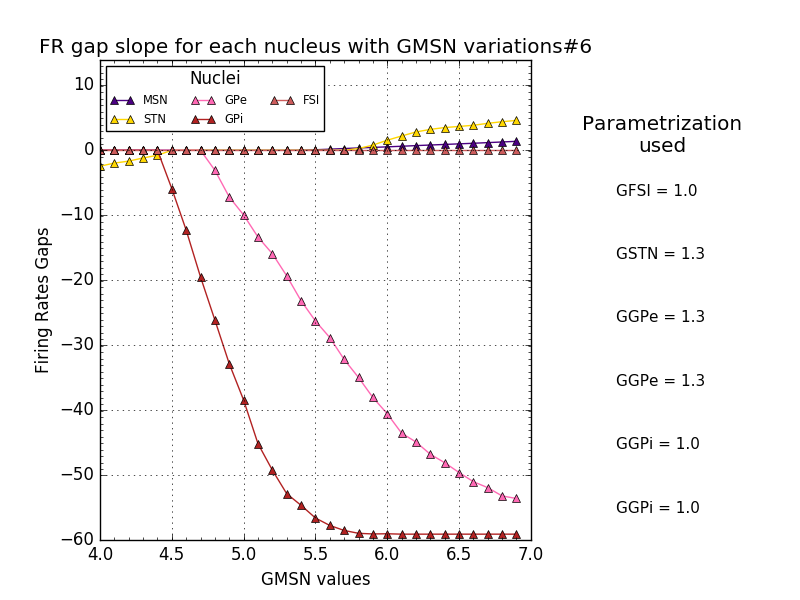 FR gap slope for each nucleus with GMSN variations#6
Nuclei
MSN GPe FSI
STN GPi
10
0
−10
−20
−30
−40
−50
−60
Firing Rates Gaps
4.0 4.5 5.0 5.5 6.0 6.5 7.0
GMSN values
Parametrization
used
GFSI = 1.0
GSTN = 1.3
GGPe = 1.3
GGPe = 1.3
GGPi = 1.0
GGPi = 1.0